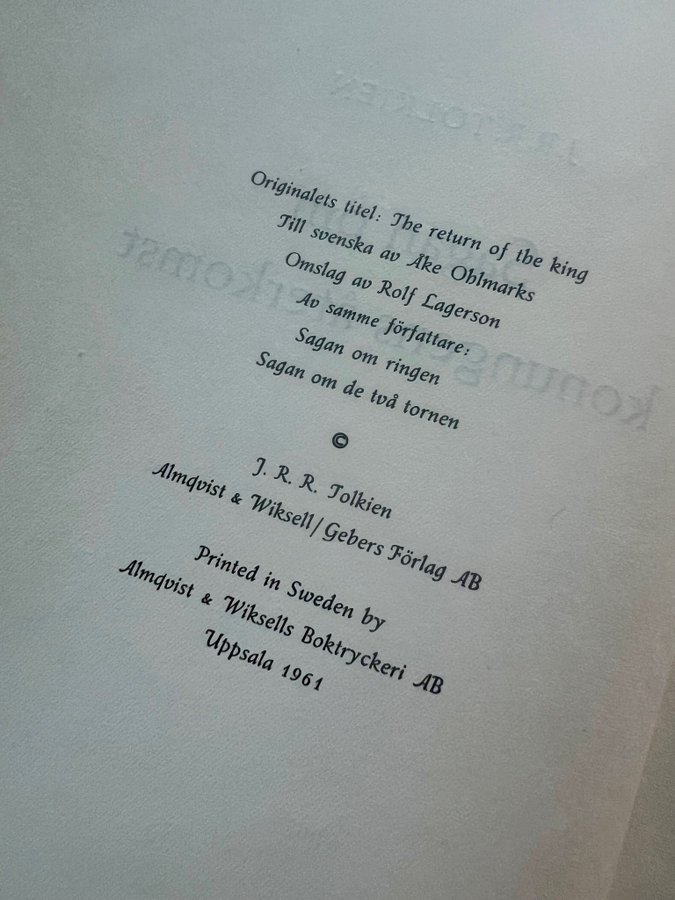 Originalets titel: The return of the king
Till svenska av Åke Ohlmarks
Omslag av Rolf Lagerson
Av samme författare:
Sagan om ringen
Sagan om de två tornen
©
J. R. R. Tolkien
Almqvist & Wiksell/Gebers Förlag AB
Printed in Sweden by
Almqvist & Wiksells Boktryckeri AB
Uppsala 1961